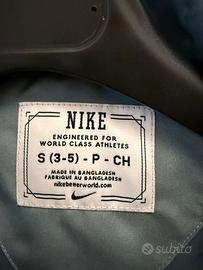 NIKE
ENGINEERED FOR
WORLD CLASS ATHLETES
S (3-5) - P - CH
MADE IN BANGLADESH
FABRIQUÉ AU BANGLADESH
nikebetterworld.com
subito